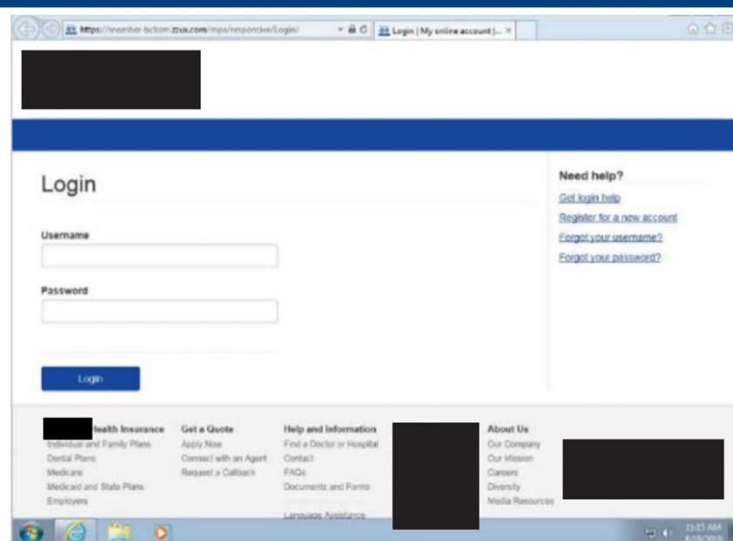 Login | My online account |...
Login
Need help?
Get login help
Register for a new account
Forgot your username?
Forgot your password?
Username
Password
Login
Health Insurance
Individual and Family Plans
Dental Plans
Medicare
Medicaid and State Plans
Employers
Get a Quote
Apply Now
Connect with an Agent
Request a Callback
Help and Information
Find a Doctor or Hospital
Contact
FAQs
Documents and Forms
Language Assistance
About Us
Our Company
Our Mission
Careers
Diversity
Media Resources
11:15 AM